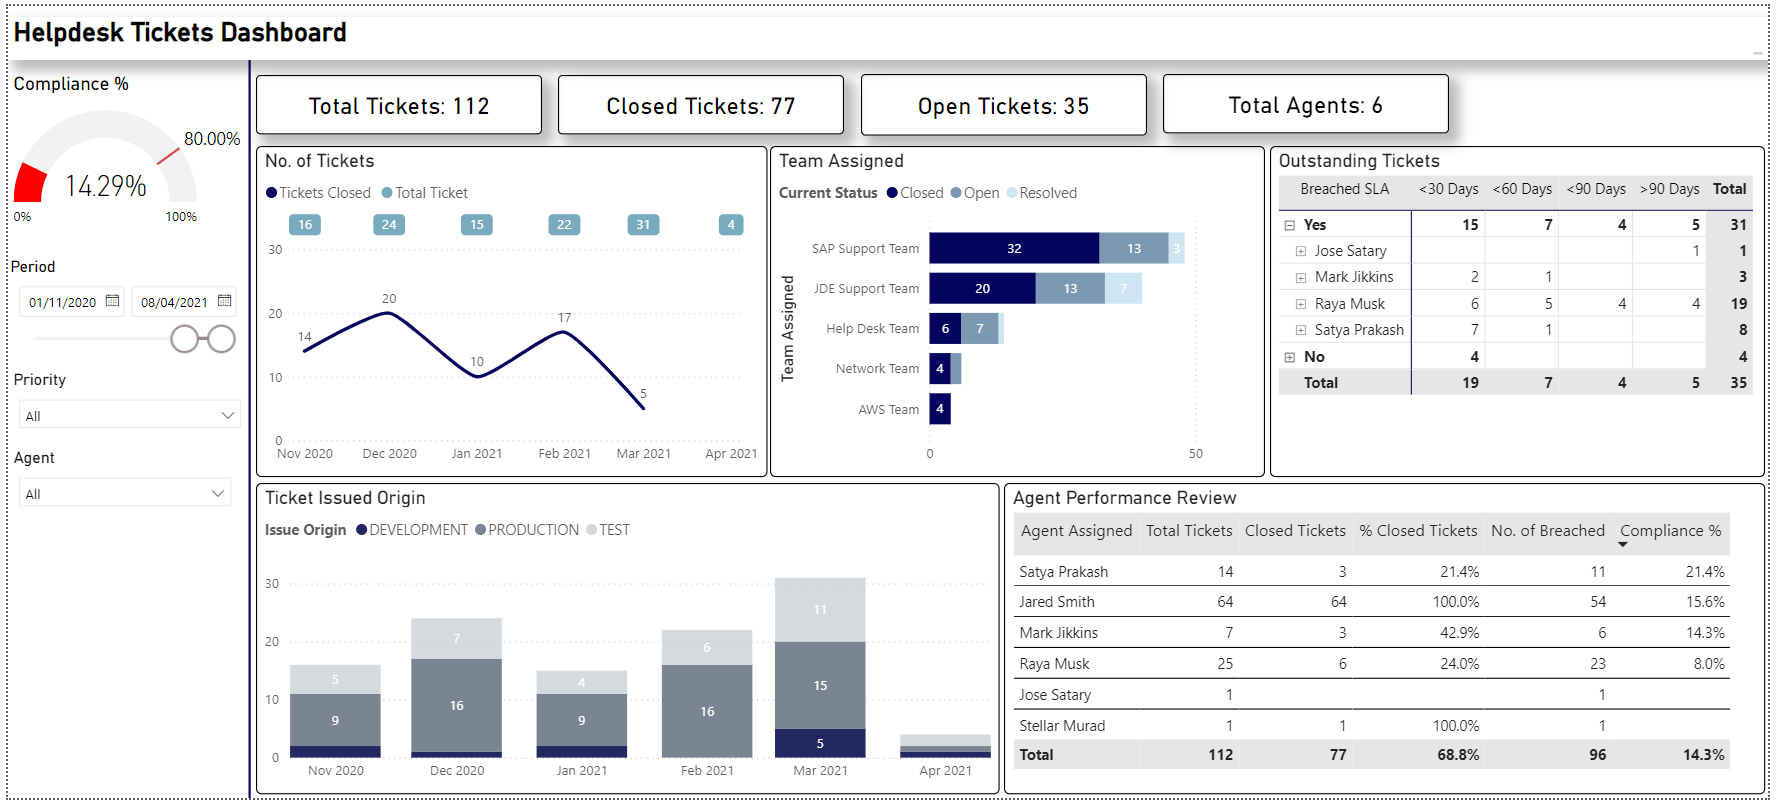 Helpdesk Tickets Dashboard
Compliance %
80.00%
14.29%
0% 100%
Period
01/11/2020 08/04/2021
Priority
All
Agent
All
Total Tickets: 112
Closed Tickets: 77
Open Tickets: 35
Total Agents: 6
No. of Tickets
Tickets Closed Total Ticket
16 24 15 22 31 4
30
20
10
0
14 20 10 17 5
Nov 2020 Dec 2020 Jan 2021 Feb 2021 Mar 2021 Apr 2021
Team Assigned
Current Status Closed Open Resolved
Team Assigned
SAP Support Team 32 13 3
JDE Support Team 20 13 7
Help Desk Team 6 7
Network Team 4
AWS Team 4
0 50
Outstanding Tickets
Breached SLA <30 Days <60 Days <90 Days >90 Days Total
Yes 15 7 4 5 31
Jose Satary 1 1
Mark Jikkins 2 1 3
Raya Musk 6 5 4 4 19
Satya Prakash 7 1 8
No 4 4
Total 19 7 4 5 35
Ticket Issued Origin
Issue Origin DEVELOPMENT PRODUCTION TEST
30
20
10
0
5 7 4 6 11
9 16 9 16 15
5
Nov 2020 Dec 2020 Jan 2021 Feb 2021 Mar 2021 Apr 2021
Agent Performance Review
Agent Assigned Total Tickets Closed Tickets % Closed Tickets No. of Breached Compliance %
Satya Prakash 14 3 21.4% 11 21.4%
Jared Smith 64 64 100.0% 54 15.6%
Mark Jikkins 7 3 42.9% 6 14.3%
Raya Musk 25 6 24.0% 23 8.0%
Jose Satary 1 1
Stellar Murad 1 1 100.0% 1
Total 112 77 68.8% 96 14.3%